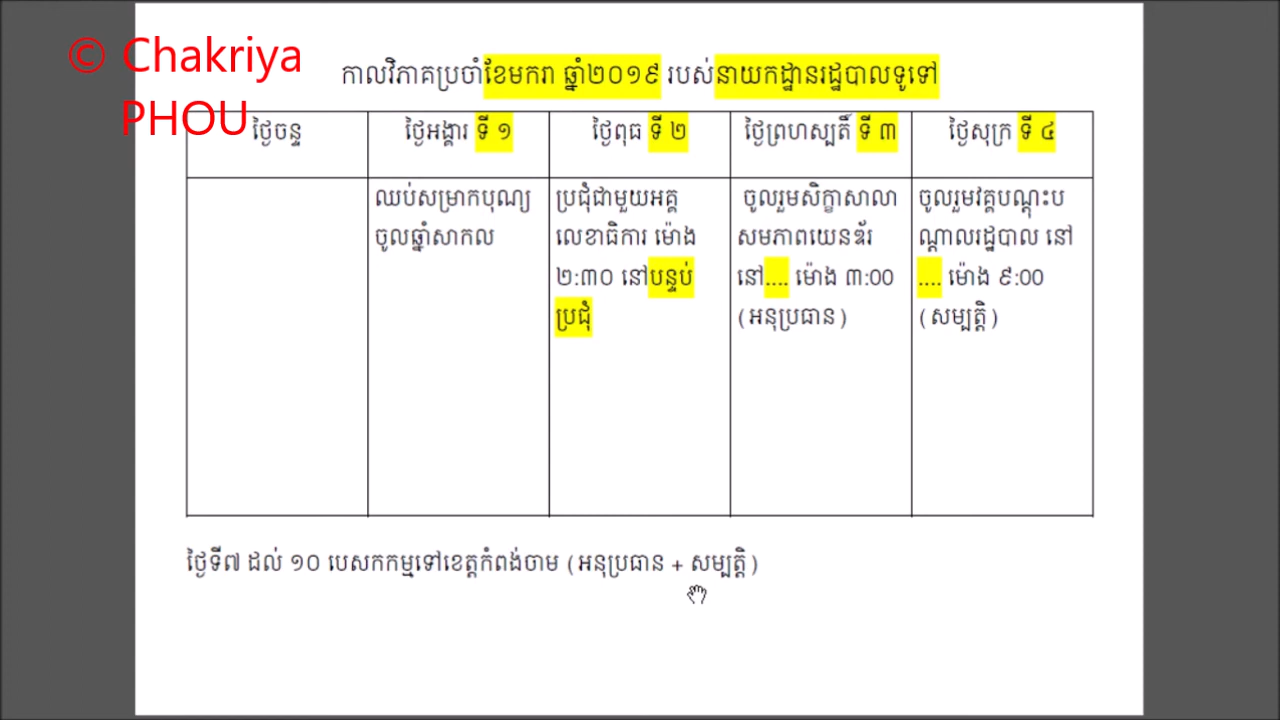 © Chakriya
PHOU
កាលវិភាគប្រចាំខែមករា ឆ្នាំ២០១៩ របស់នាយកដ្ឋានរដ្ឋបាលទូទៅ
ថ្ងៃចន្ទ
ថ្ងៃអង្គារ ទី ១
ថ្ងៃពុធ ទី ២
ថ្ងៃព្រហស្បតិ៍ ទី ៣
ថ្ងៃសុក្រ ទី ៤
ឈប់សម្រាកបុណ្យ
ចូលឆ្នាំសាកល
ប្រជុំជាមួយអគ្គ
លេខាធិការ ម៉ោង
២:៣០ នៅបន្ទប់
ប្រជុំ
ចូលរួមសិក្ខាសាលា
សមភាពយេនឌ័រ
នៅ.... ម៉ោង ៣:00
(អនុប្រធាន)
ចូលរួមវគ្គបណ្តុះប
ណ្តាលរដ្ឋបាល នៅ
.... ម៉ោង ៩:00
(សម្បត្តិ)
ថ្ងៃទី៧ ដល់ ១០ បេសកកម្មទៅខេត្តកំពង់ចាម (អនុប្រធាន + សម្បត្តិ)